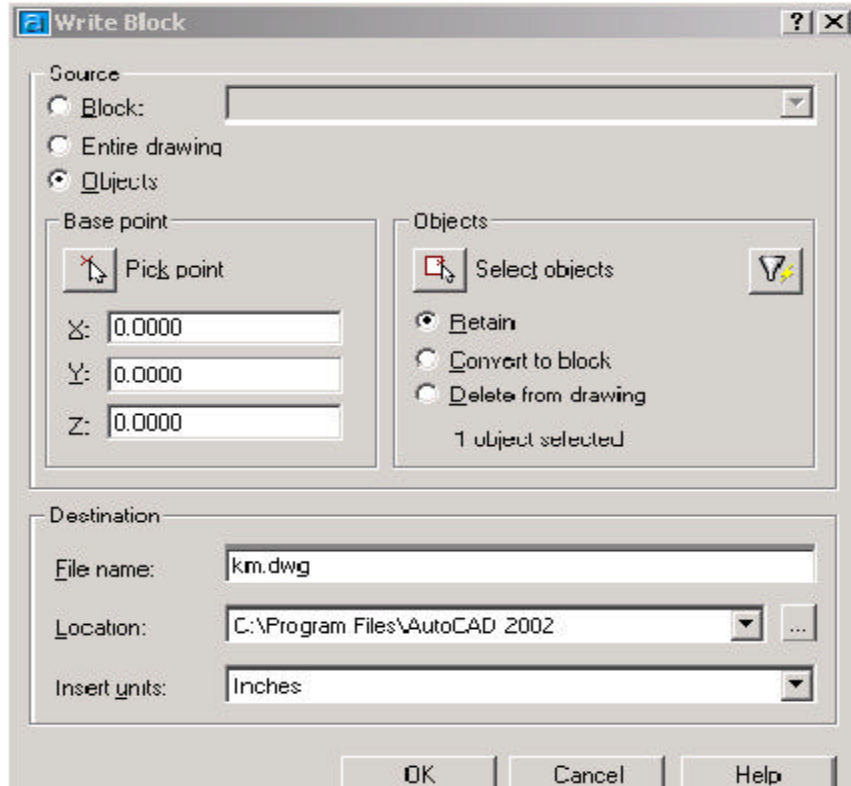 Write Block
Source
Block:
Entire drawing
Objects
Base point
Pick point
X: 0.0000
Y: 0.0000
Z: 0.0000
Objects
Select objects
Retain
Convert to block
Delete from drawing
1 object selected
Destination
File name: km.dwg
Location: C:\Program Files\AutoCAD 2002 ...
Insert units: Inches
OK Cancel Help